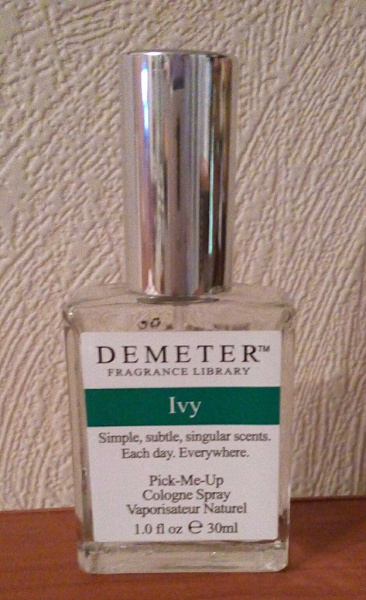 DEMETER™
FRAGRANCE LIBRARY
Ivy
Simple, subtle, singular scents.
Each day. Everywhere.
Pick-Me-Up
Cologne Spray
Vaporisateur Naturel
1.0 fl oz ℮ 30ml